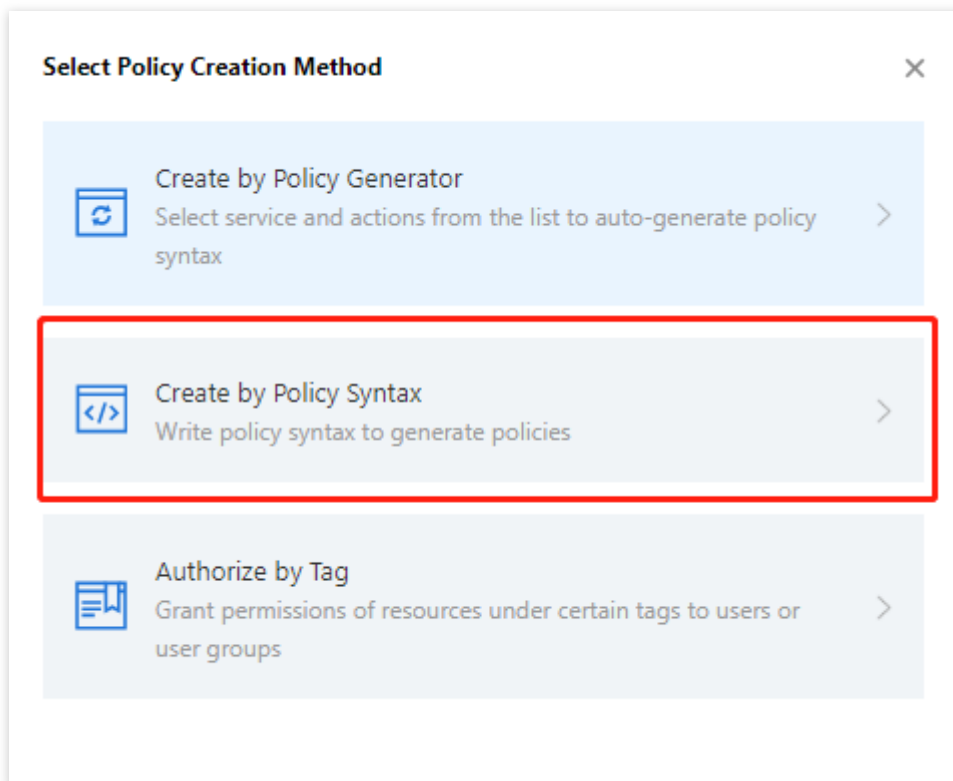 Select Policy Creation Method
Create by Policy Generator
Select service and actions from the list to auto-generate policy
syntax
Create by Policy Syntax
Write policy syntax to generate policies
Authorize by Tag
Grant permissions of resources under certain tags to users or
user groups